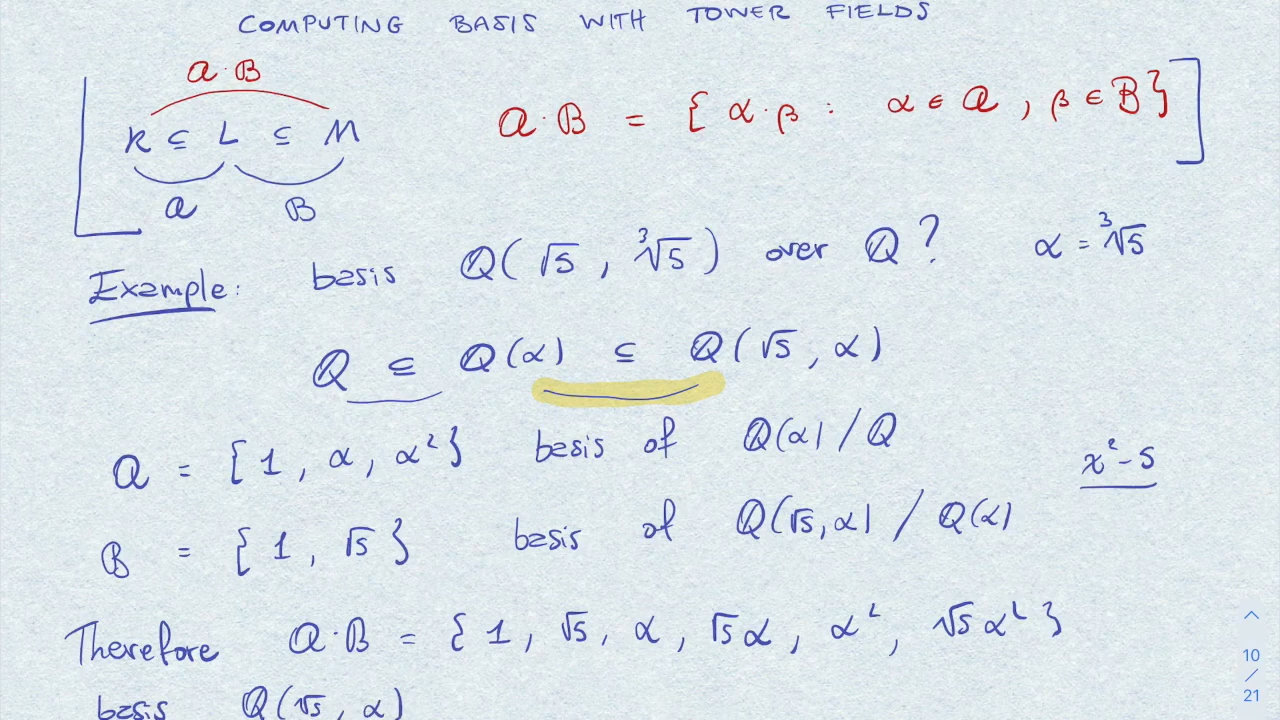 COMPUTING BASIS WITH TOWER FIELDS
a · B
K ⊆ L ⊆ M
a B
a · B = { α · β : α ∈ a , β ∈ B }
Example: basis Q( √5 , ∛5 ) over Q ? α = ∛5
Q ⊆ Q(α) ⊆ Q( √5 , α )
a = { 1 , α , α² } basis of Q(α) / Q
x² - 5
B = { 1 , √5 } basis of Q(√5, α) / Q(α)
Therefore a · B = { 1 , √5 , α , √5 α , α² , √5 α² }
basis Q( √5 , α )
10
/
21